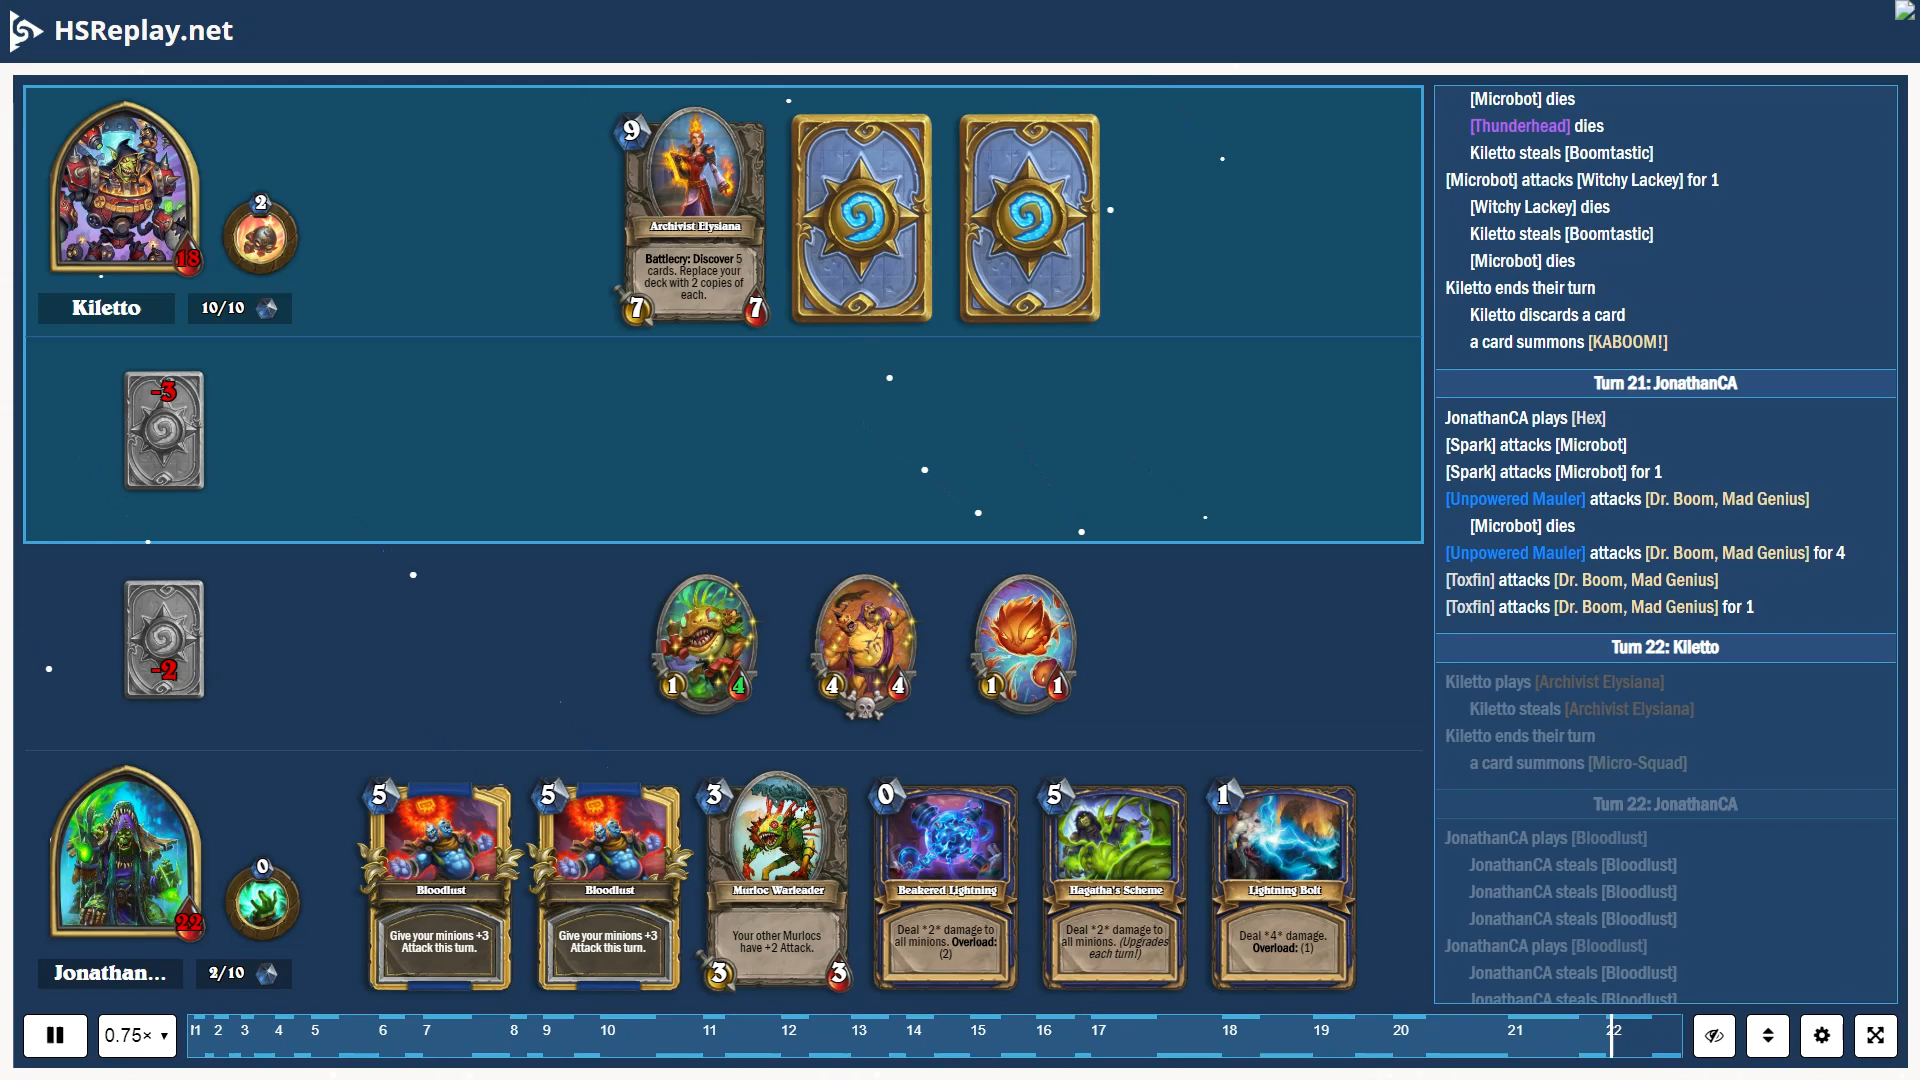 HSReplay.net
18
Kiletto
10/10
2
9
Archivist Elysiana
Battlecry: Discover 5
cards. Replace your
deck with 2 copies of
each.
7
7
-3
-2
1
4
4
4
1
1
22
Jonathan...
2/10
0
5
Bloodlust
Give your minions +3
Attack this turn.
5
Bloodlust
Give your minions +3
Attack this turn.
3
Murloc Warleader
Your other Murlocs
have +2 Attack.
3
3
0
Beakered Lightning
Deal *2* damage to
all minions. Overload:
(2)
5
Hagatha's Scheme
Deal *2* damage to
all minions. (Upgrades
each turn!)
1
Lightning Bolt
Deal *4* damage.
Overload: (1)
[Microbot] dies
[Thunderhead] dies
Kiletto steals [Boomtastic]
[Microbot] attacks [Witchy Lackey] for 1
[Witchy Lackey] dies
Kiletto steals [Boomtastic]
[Microbot] dies
Kiletto ends their turn
Kiletto discards a card
a card summons [KABOOM!]
Turn 21: JonathanCA
JonathanCA plays [Hex]
[Spark] attacks [Microbot]
[Spark] attacks [Microbot] for 1
[Unpowered Mauler] attacks [Dr. Boom, Mad Genius]
[Microbot] dies
[Unpowered Mauler] attacks [Dr. Boom, Mad Genius] for 4
[Toxfin] attacks [Dr. Boom, Mad Genius]
[Toxfin] attacks [Dr. Boom, Mad Genius] for 1
Turn 22: Kiletto
Kiletto plays [Archivist Elysiana]
Kiletto steals [Archivist Elysiana]
Kiletto ends their turn
a card summons [Micro-Squad]
Turn 22: JonathanCA
JonathanCA plays [Bloodlust]
JonathanCA steals [Bloodlust]
JonathanCA steals [Bloodlust]
JonathanCA steals [Bloodlust]
JonathanCA plays [Bloodlust]
JonathanCA steals [Bloodlust]
JonathanCA steals [Bloodlust]
0.75×
1 2 3 4 5 6 7 8 9 10 11 12 13 14 15 16 17 18 19 20 21 22